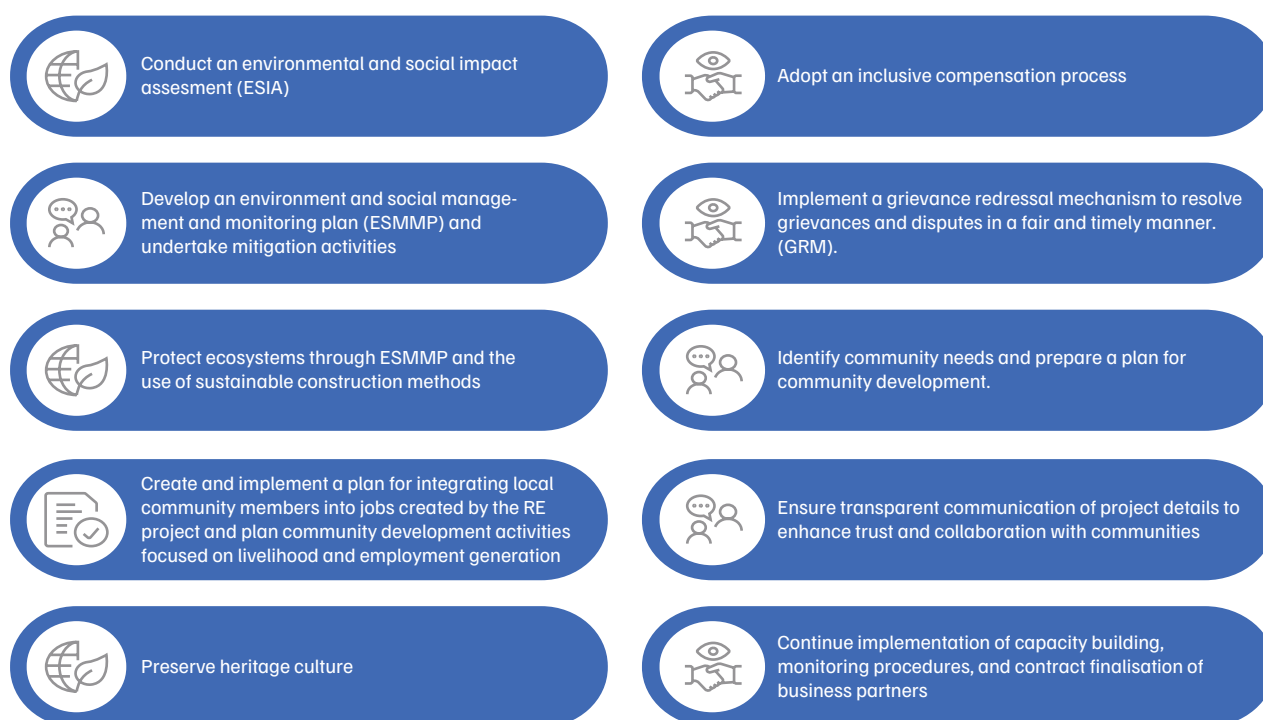 Conduct an environmental and social impact
assesment (ESIA)
Develop an environment and social manage-
ment and monitoring plan (ESMMP) and
undertake mitigation activities
Protect ecosystems through ESMMP and the
use of sustainable construction methods
Create and implement a plan for integrating local
community members into jobs created by the RE
project and plan community development activities
focused on livelihood and employment generation
Preserve heritage culture
Adopt an inclusive compensation process
Implement a grievance redressal mechanism to resolve
grievances and disputes in a fair and timely manner.
(GRM).
Identify community needs and prepare a plan for
community development.
Ensure transparent communication of project details to
enhance trust and collaboration with communities
Continue implementation of capacity building,
monitoring procedures, and contract finalisation of
business partners